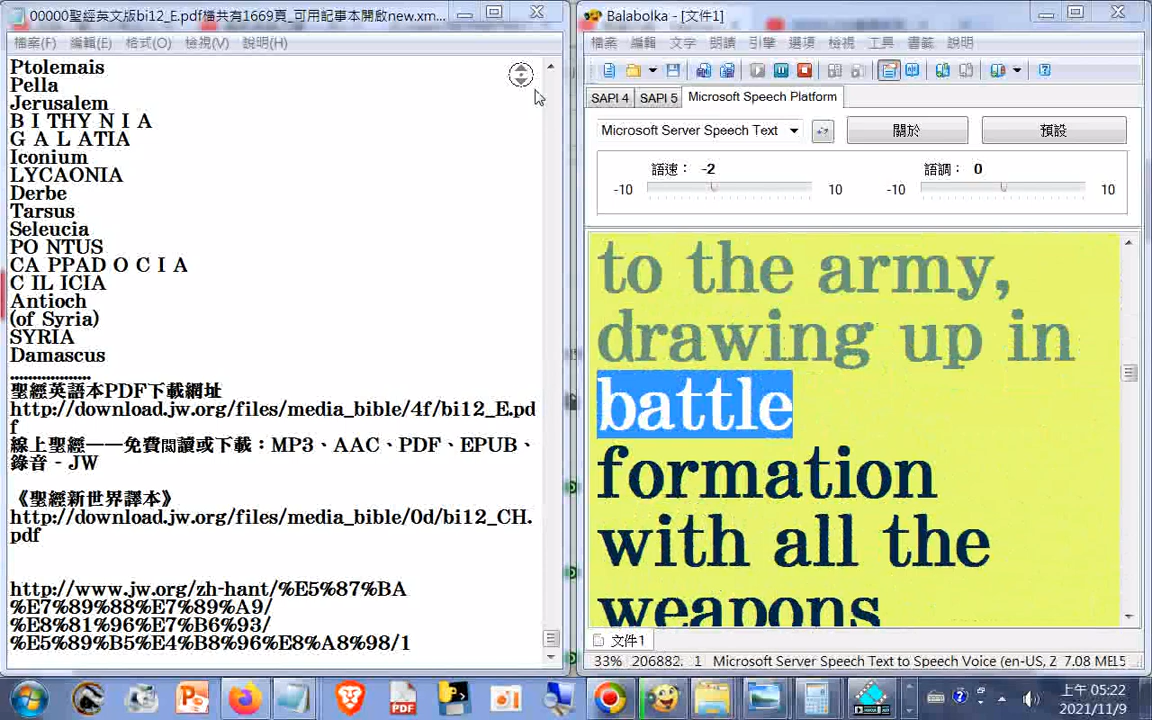 00000聖經英文版bi12_E.pdf檔共有1669頁_可用記事本開啟new.xm...
檔案(F) 編輯(E) 格式(O) 檢視(V) 說明(H)
Ptolemais
Pella
Jerusalem
B I THY N I A
G A L ATIA
Iconium
LYCAONIA
Derbe
Tarsus
Seleucia
PO NTUS
CA PPAD O C I A
C IL ICIA
Antioch
(of Syria)
SYRIA
Damascus
..................
聖經英語本PDF下載網址
http://download.jw.org/files/media_bible/4f/bi12_E.pd
f
線上聖經——免費閱讀或下載：MP3、AAC、PDF、EPUB、
錄音 - JW
《聖經新世界譯本》
http://download.jw.org/files/media_bible/0d/bi12_CH.
pdf
http://www.jw.org/zh-hant/%E5%87%BA
%E7%89%88%E7%89%A9/
%E8%81%96%E7%B6%93/
%E5%89%B5%E4%B8%96%E8%A8%98/1
Balabolka - [文件1]
檔案 編輯 文字 朗讀 引擎 選項 檢視 工具 書籤 說明
SAPI 4 SAPI 5 Microsoft Speech Platform
Microsoft Server Speech Text 關於 預設
語速： -2 語調： 0
-10 10 -10 10
to the army,
drawing up in
battle
formation
with all the
weapons
文件1
33% 206882. 1 Microsoft Server Speech Text to Speech Voice (en-US, Z 7.08 ME15
上午 05:22
2021/11/9